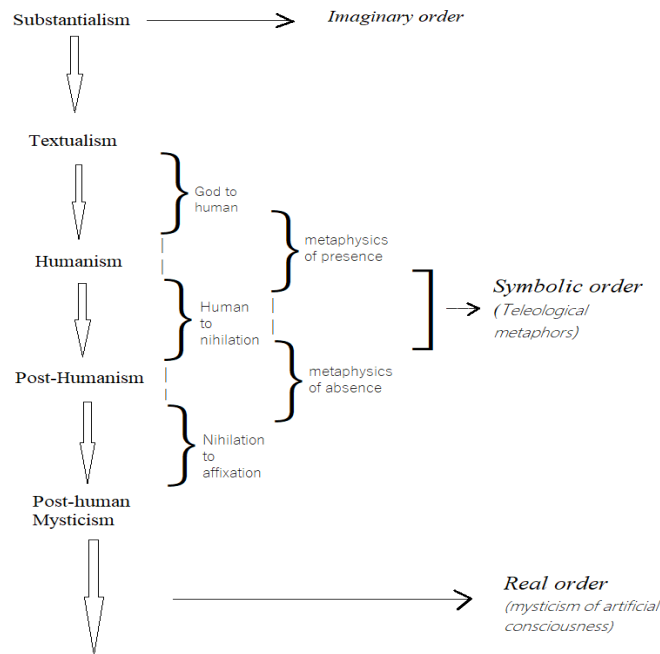 Substantialism
Imaginary order
Textualism
God to
human
metaphysics
of presence
Humanism
Symbolic order
(Teleological
metaphors)
Human
to
nihilation
Post-Humanism
metaphysics
of absence
Nihilation
to
affixation
Post-human
Mysticism
Real order
(mysticism of artificial
consciousness)